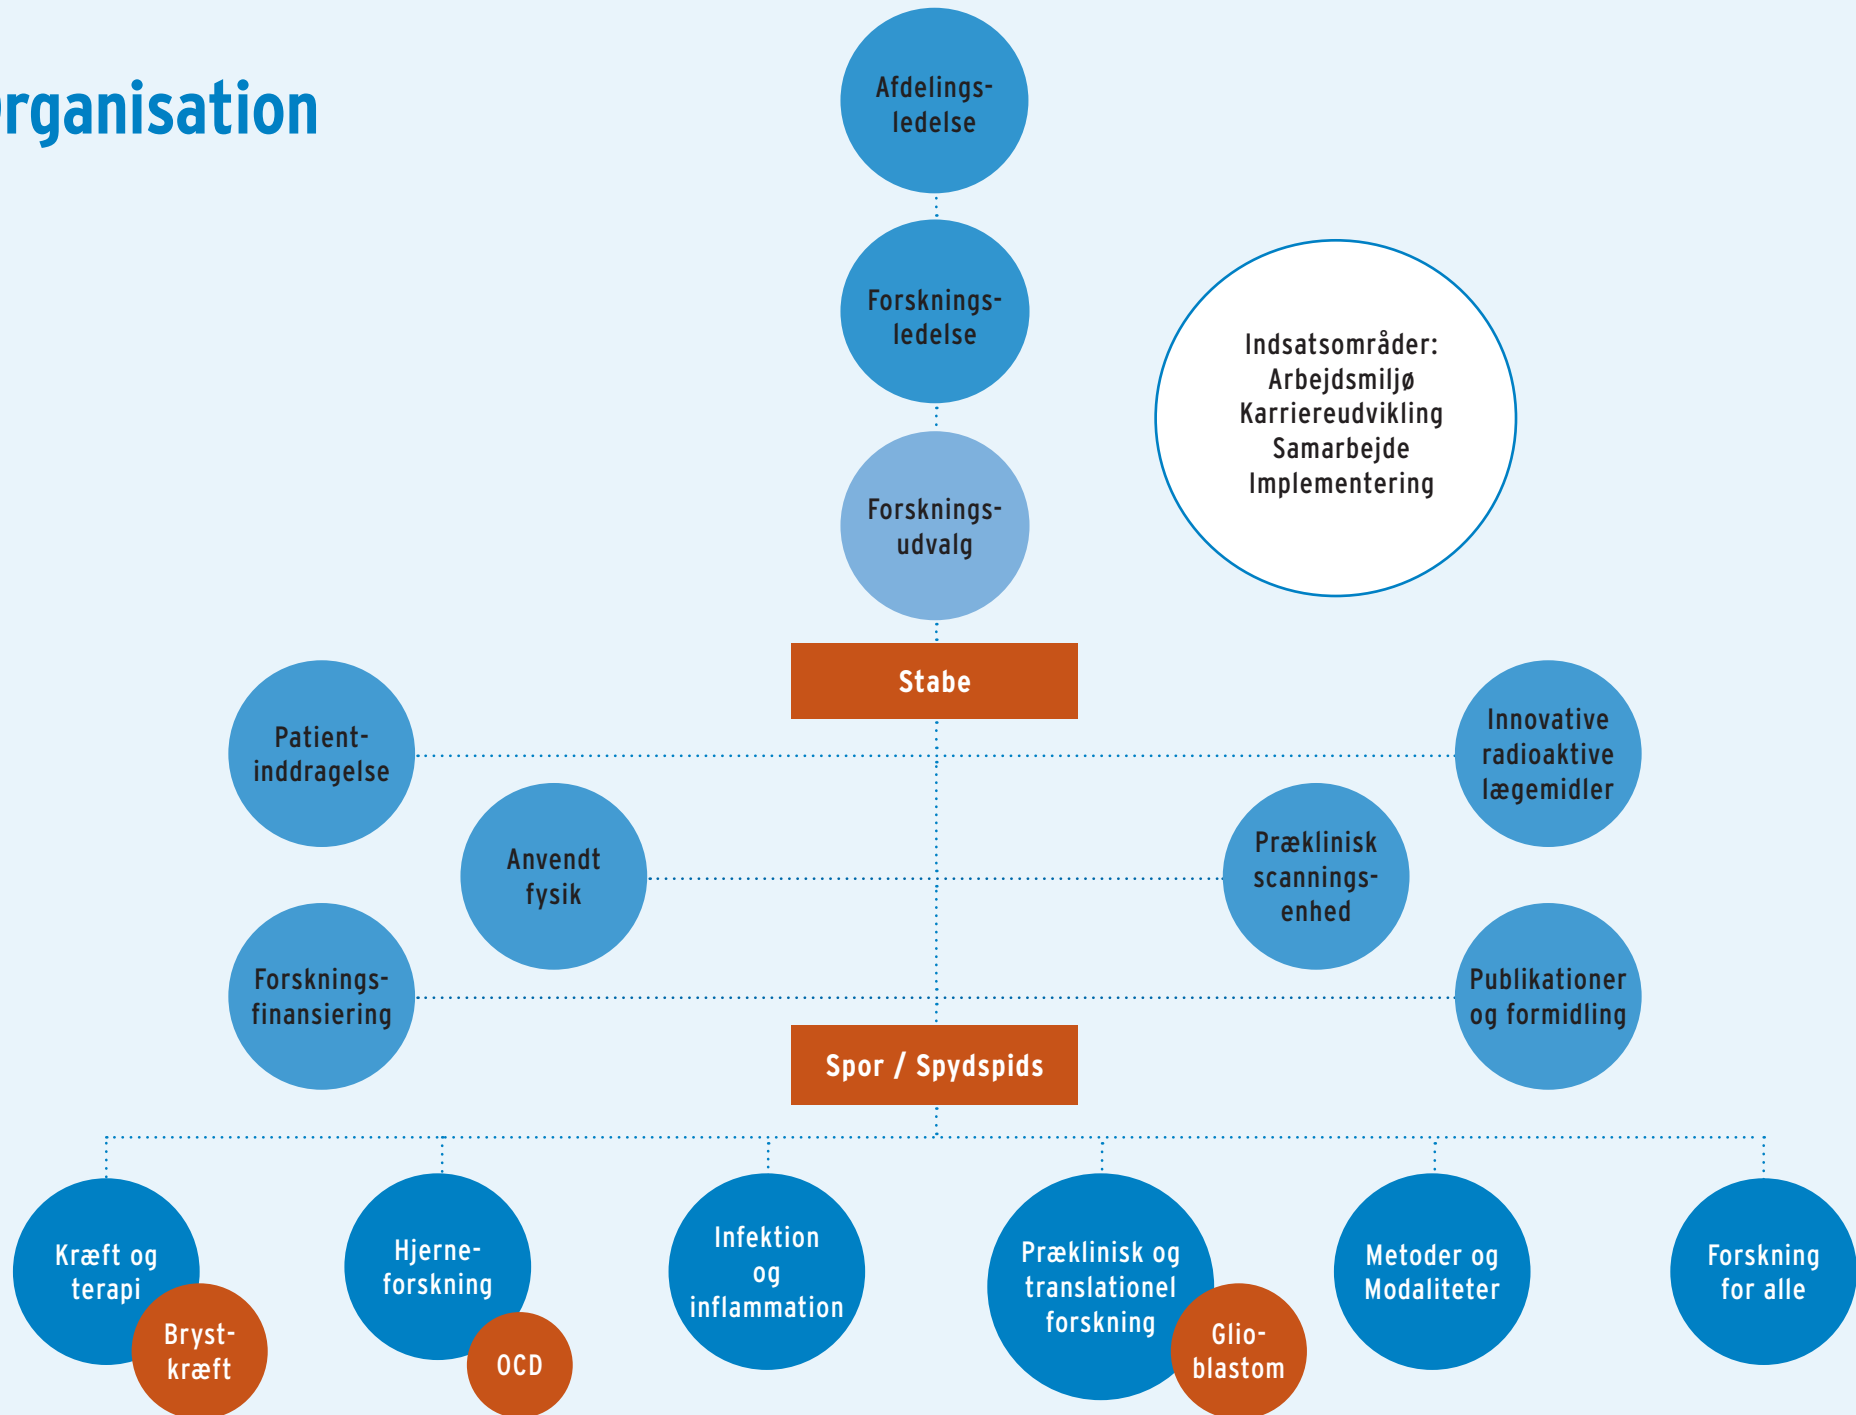 Organisation
Afdelings-
ledelse
Forsknings-
ledelse
Indsatsområder:
Arbejdsmiljø
Karriereudvikling
Samarbejde
Implementering
Forsknings-
udvalg
Stabe
Patient-
inddragelse
Innovative
radioaktive
lægemidler
Anvendt
fysik
Præklinisk
scannings-
enhed
Forsknings-
finansiering
Publikationer
og formidling
Spor / Spydspids
Kræft og
terapi
Bryst-
kræft
Hjerne-
forskning
OCD
Infektion
og
inflammation
Præklinisk og
translationel
forskning
Glio-
blastom
Metoder og
Modaliteter
Forskning
for alle